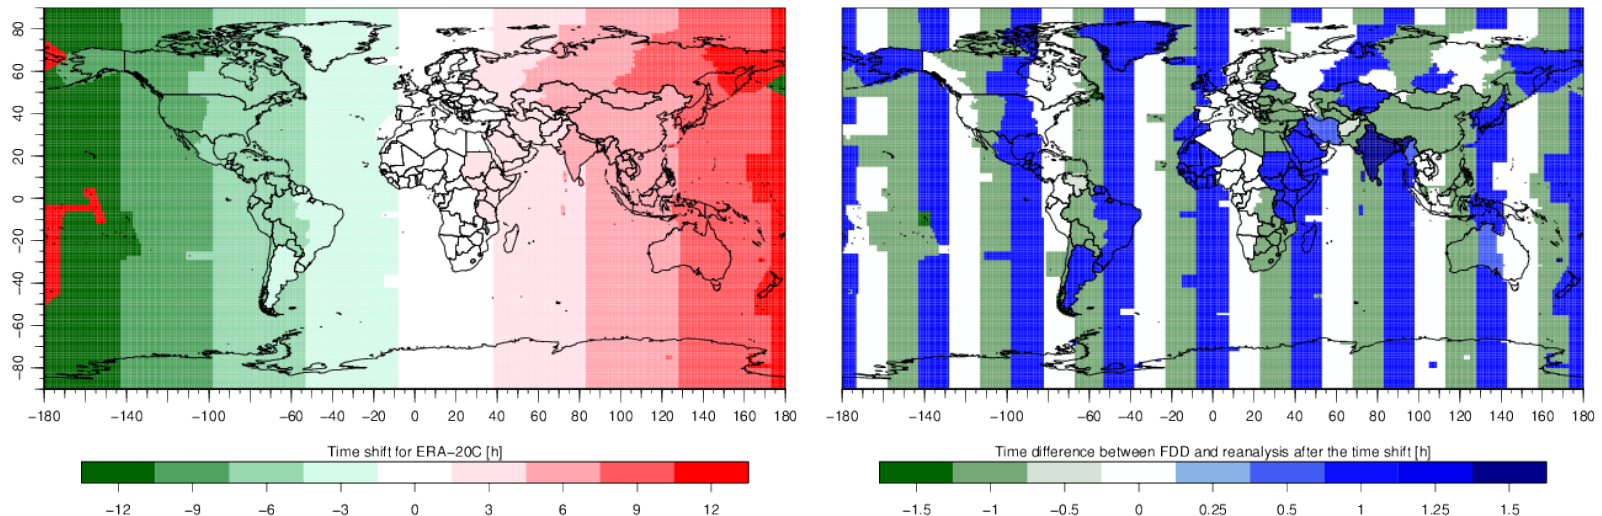 80
60
40
20
0
−20
−40
−60
−80
−180 −140 −100 −60 −40 −20 0 20 40 60 80 100 120 140 160 180
−180 −140 −100 −60 −40 −20 0 20 40 60 80 100 120 140 160 180
Time shift for ERA−20C [h]
−12 −9 −6 −3 0 3 6 9 12
Time difference between FDD and reanalysis after the time shift [h]
−1.5 −1 −0.5 0 0.25 0.5 1 1.25 1.5